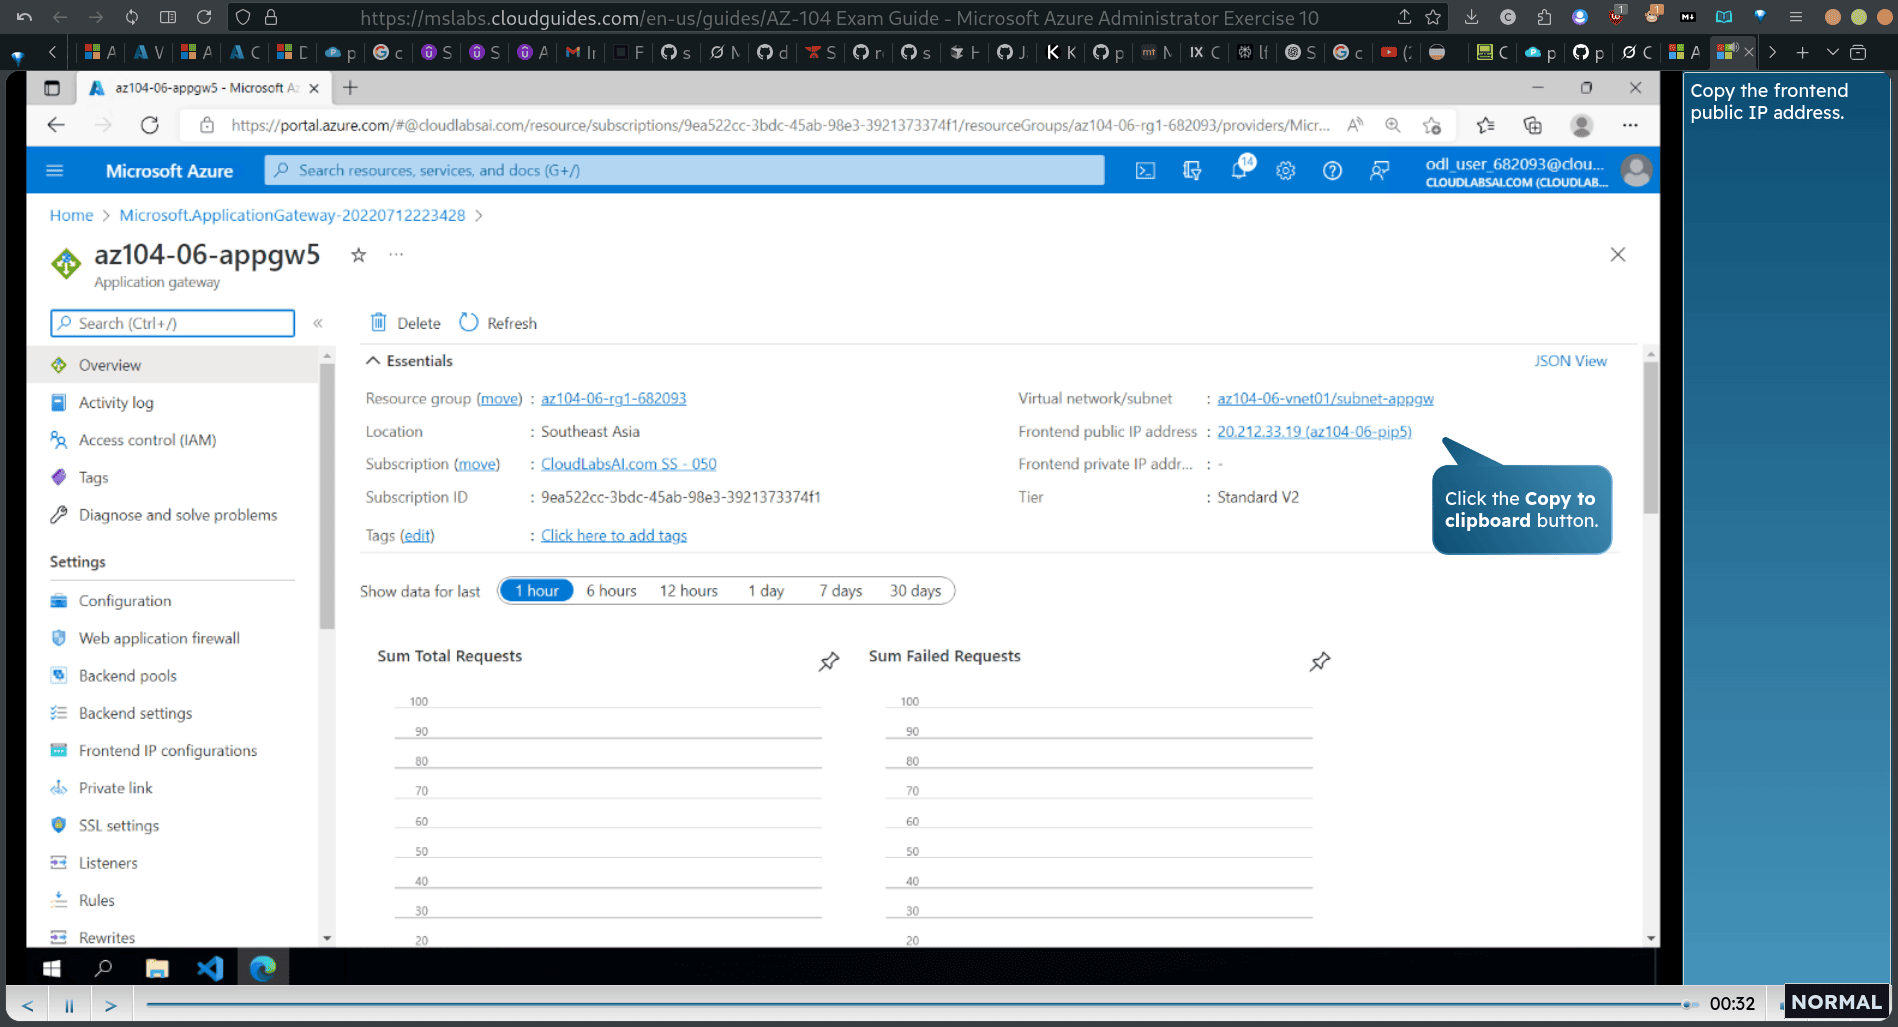 https://mslabs.cloudguides.com/en-us/guides/AZ-104 Exam Guide - Microsoft Azure Administrator Exercise 10
az104-06-appgw5 - Microsoft Az
https://portal.azure.com/#@cloudlabsai.com/resource/subscriptions/9ea522cc-3bdc-45ab-98e3-3921373374f1/resourceGroups/az104-06-rg1-682093/providers/Micr...
Microsoft Azure
Search resources, services, and docs (G+/)
14
odl_user_682093@clou...
CLOUDLABSAI.COM (CLOUDLAB...
Home > Microsoft.ApplicationGateway-20220712223428 >
az104-06-appgw5
Application gateway
Search (Ctrl+/)
Delete
Refresh
Overview
Activity log
Access control (IAM)
Tags
Diagnose and solve problems
Settings
Configuration
Web application firewall
Backend pools
Backend settings
Frontend IP configurations
Private link
SSL settings
Listeners
Rules
Rewrites
Essentials
JSON View
Resource group (move) : az104-06-rg1-682093
Location : Southeast Asia
Subscription (move) : CloudLabsAI.com SS - 050
Subscription ID : 9ea522cc-3bdc-45ab-98e3-3921373374f1
Tags (edit) : Click here to add tags
Virtual network/subnet : az104-06-vnet01/subnet-appgw
Frontend public IP address : 20.212.33.19 (az104-06-pip5)
Frontend private IP addr... : -
Tier : Standard V2
Click the Copy to
clipboard button.
Show data for last
1 hour
6 hours
12 hours
1 day
7 days
30 days
Sum Total Requests
100
90
80
70
60
50
40
30
20
Sum Failed Requests
100
90
80
70
60
50
40
30
20
Copy the frontend
public IP address.
00:32
NORMAL